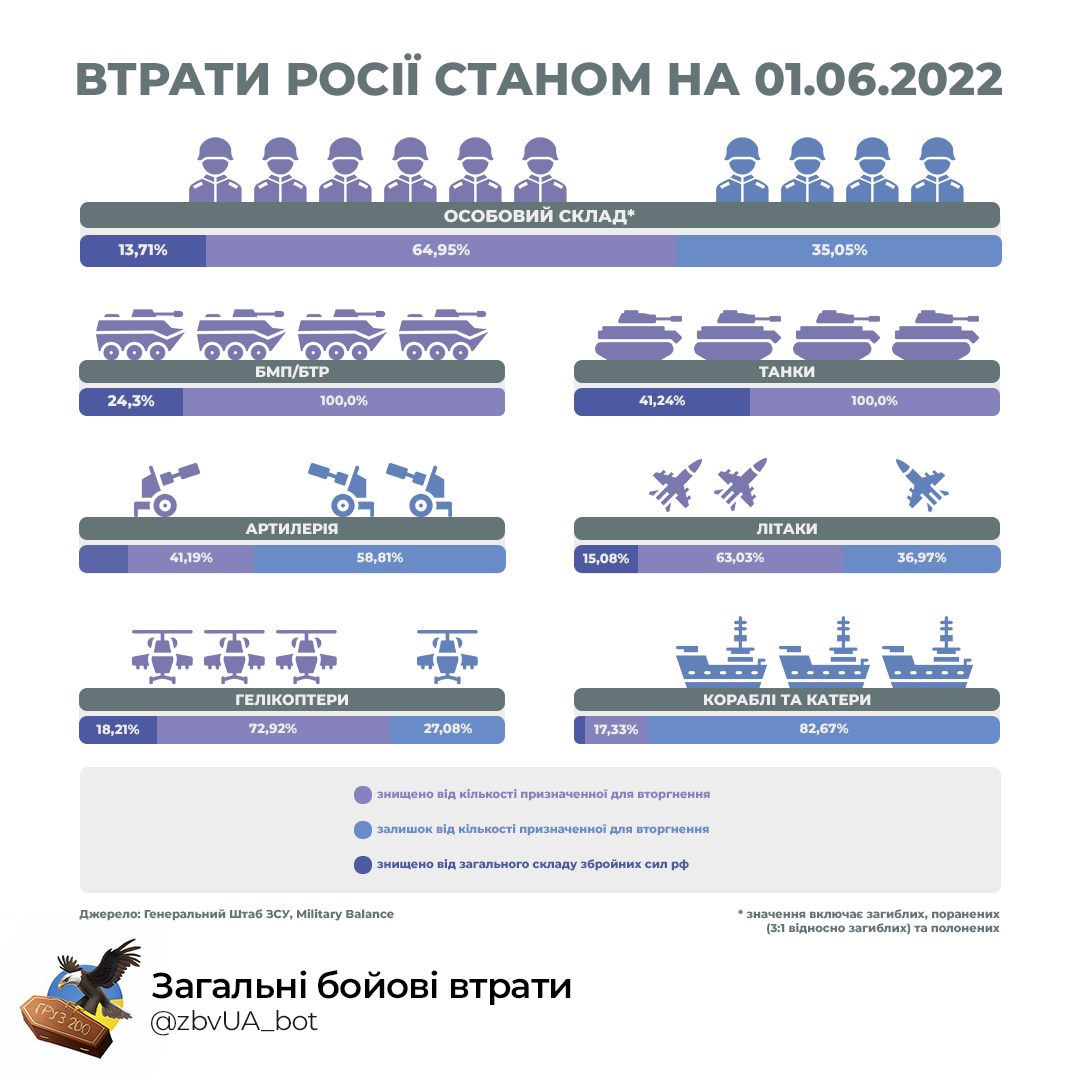 ВТРАТИ РОСІЇ СТАНОМ НА 01.06.2022
ОСОБОВИЙ СКЛАД*
13,71% 64,95% 35,05%
БМП/БТР
24,3% 100,0%
ТАНКИ
41,24% 100,0%
АРТИЛЕРІЯ
41,19% 58,81%
ЛІТАКИ
15,08% 63,03% 36,97%
ГЕЛІКОПТЕРИ
18,21% 72,92% 27,08%
КОРАБЛІ ТА КАТЕРИ
17,33% 82,67%
знищено від кількості призначенної для вторгнення
залишок від кількості призначенної для вторгнення
знищено від загального складу збройних сил рф
Джерело: Генеральний Штаб ЗСУ, Military Balance
* значення включає загиблих, поранених
(3:1 відносно загиблих) та полонених
ГРУЗ 200
Загальні бойові втрати
@zbvUA_bot